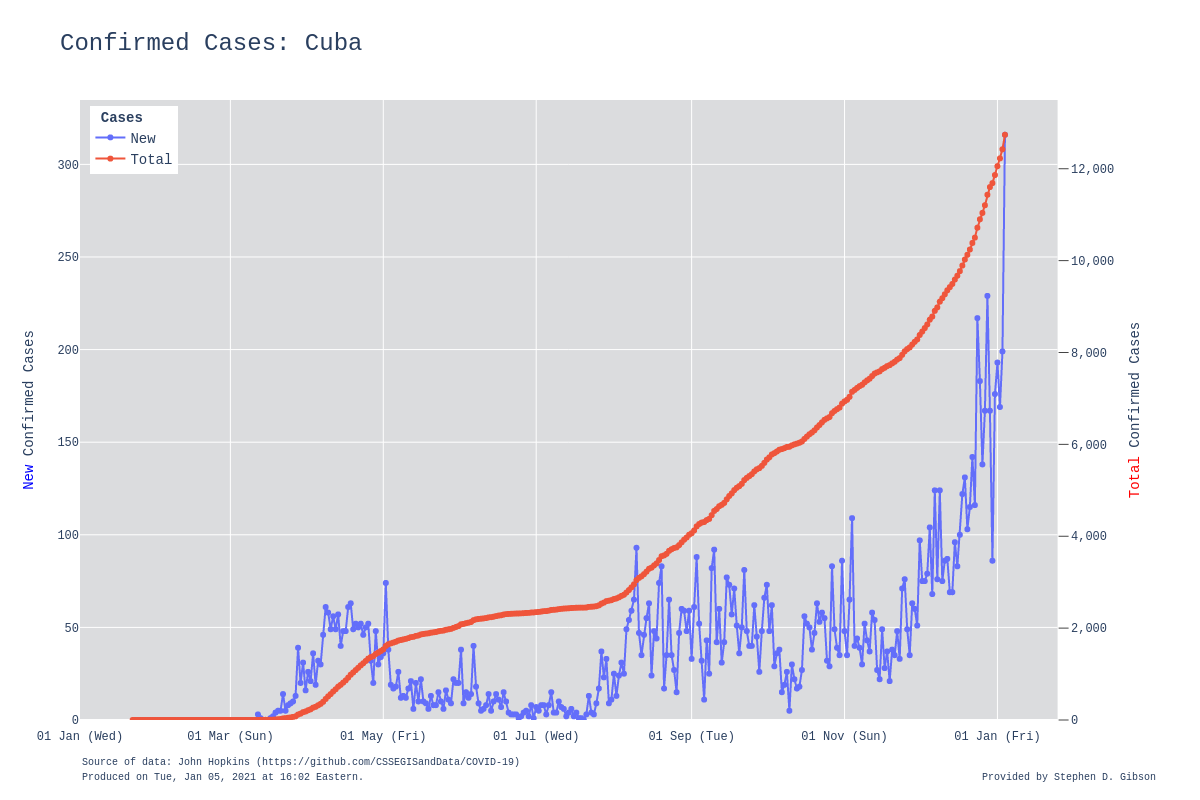 Confirmed Cases: Cuba
Cases
New
Total
300
250
200
150
100
50
0
12,000
10,000
8,000
6,000
4,000
2,000
0
New Confirmed Cases
Total Confirmed Cases
01 Jan (Wed) 01 Mar (Sun) 01 May (Fri) 01 Jul (Wed) 01 Sep (Tue) 01 Nov (Sun) 01 Jan (Fri)
Source of data: John Hopkins (https://github.com/CSSEGISandData/COVID-19)
Produced on Tue, Jan 05, 2021 at 16:02 Eastern.
Provided by Stephen D. Gibson